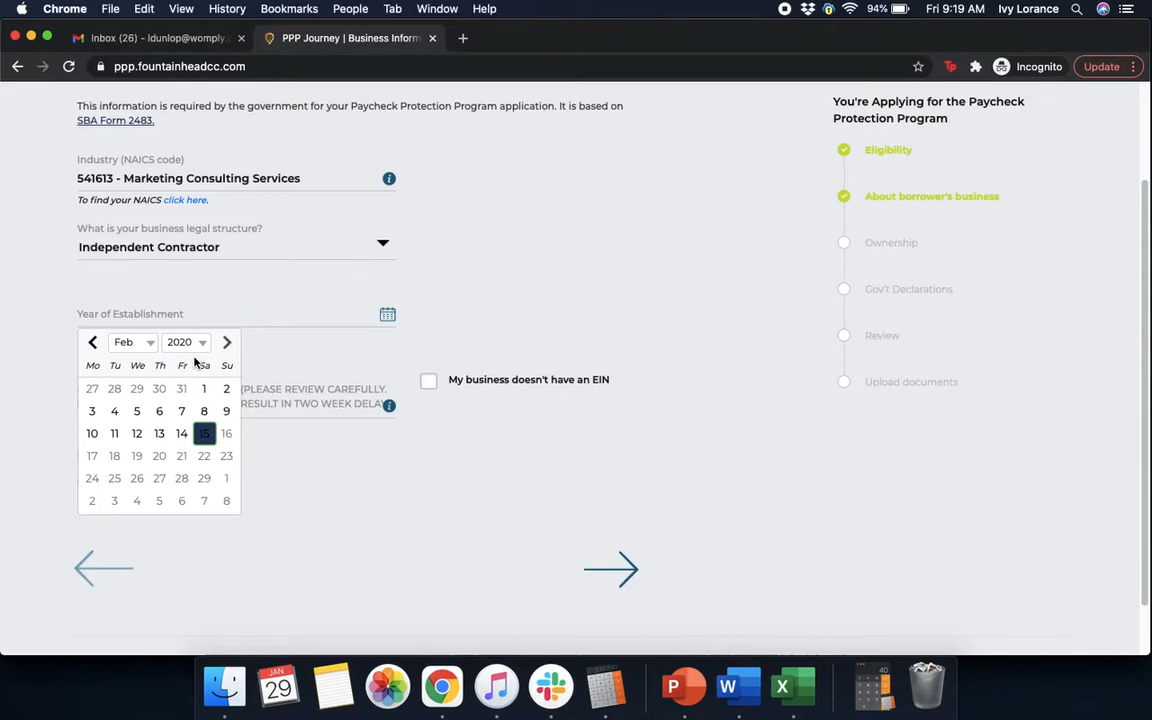 Chrome File Edit View History Bookmarks People Tab Window Help 94% Fri 9:19 AM Ivy Lorance
Inbox (26) - ldunlop@womply. PPP Journey | Business Inform
ppp.fountainheadcc.com Incognito Update
This information is required by the government for your Paycheck Protection Program application. It is based on
SBA Form 2483.
Industry (NAICS code)
541613 - Marketing Consulting Services
To find your NAICS click here.
What is your business legal structure?
Independent Contractor
Year of Establishment
Feb 2020
Mo Tu We Th Fr Sa Su
27 28 29 30 31 1 2
3 4 5 6 7 8 9
10 11 12 13 14 15 16
17 18 19 20 21 22 23
24 25 26 27 28 29 1
2 3 4 5 6 7 8
(PLEASE REVIEW CAREFULLY.
RESULT IN TWO WEEK DELAY
My business doesn't have an EIN
You're Applying for the Paycheck
Protection Program
Eligibility
About borrower's business
Ownership
Gov't Declarations
Review
Upload documents
JAN
29